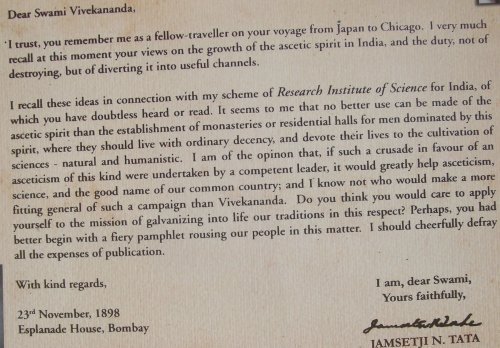 Dear Swami Vivekananda,
'I trust, you remember me as a fellow-traveller on your voyage from Japan to Chicago. I very much
recall at this moment your views on the growth of the ascetic spirit in India, and the duty, not of
destroying, but of diverting it into useful channels.
I recall these ideas in connection with my scheme of Research Institute of Science for India, of
which you have doubtless heard or read. It seems to me that no better use can be made of the
ascetic spirit than the establishment of monasteries or residential halls for men dominated by this
spirit, where they should live with ordinary decency, and devote their lives to the cultivation of
sciences - natural and humanistic. I am of the opinon that, if such a crusade in favour of an
asceticism of this kind were undertaken by a competent leader, it would greatly help asceticism,
science, and the good name of our common country; and I know not who would make a more
fitting general of such a campaign than Vivekananda. Do you think you would care to apply
yourself to the mission of galvanizing into life our traditions in this respect? Perhaps, you had
better begin with a fiery pamphlet rousing our people in this matter. I should cheerfully defray
all the expenses of publication.
With kind regards,
23rd November, 1898
Esplanade House, Bombay
I am, dear Swami,
Yours faithfully,
Jamsetji N. Tata
JAMSETJI N. TATA